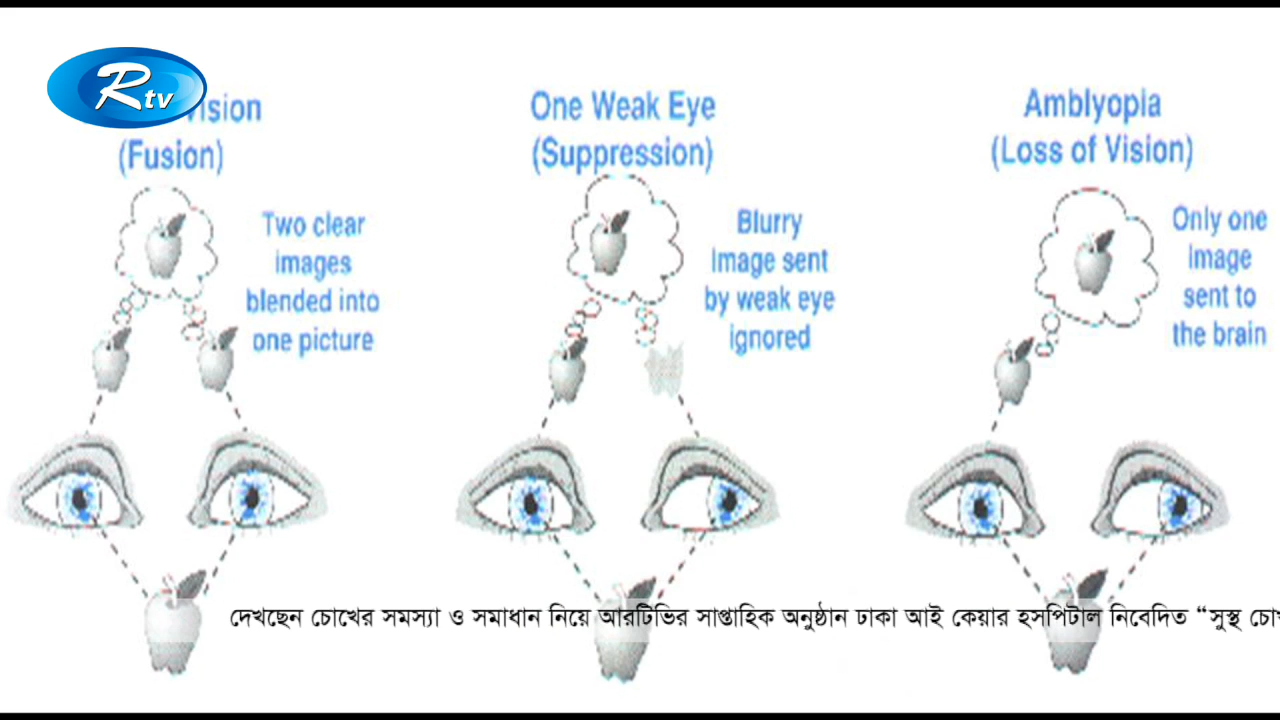 Rtv
vision
(Fusion)
Two clear
images
blended into
one picture
One Weak Eye
(Suppression)
Blurry
Image sent
by weak eye
ignored
Amblyopia
(Loss of Vision)
Only one
image
sent to
the brain
দেখছেন চোখের সমস্যা ও সমাধান নিয়ে আরটিভির সাপ্তাহিক অনুষ্ঠান ঢাকা আই কেয়ার হসপিটাল নিবেদিত “সুস্থ